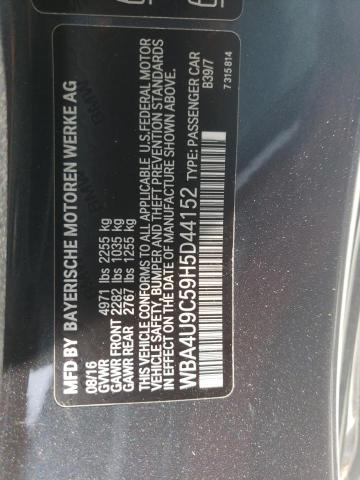 MFD BY BAYERISCHE MOTOREN WERKE AG
08/16
GVWR 4971 lbs 2255 kg
GAWR FRONT 2282 lbs 1035 kg
GAWR REAR 2767 lbs 1255 kg
THIS VEHICLE CONFORMS TO ALL APPLICABLE U.S.FEDERAL MOTOR
VEHICLE SAFETY, BUMPER AND THEFT PREVENTION STANDARDS
IN EFFECT ON THE DATE OF MANUFACTURE SHOWN ABOVE.
WBA4U9C59H5D44152 TYPE: PASSENGER CAR
B39/7
7315814